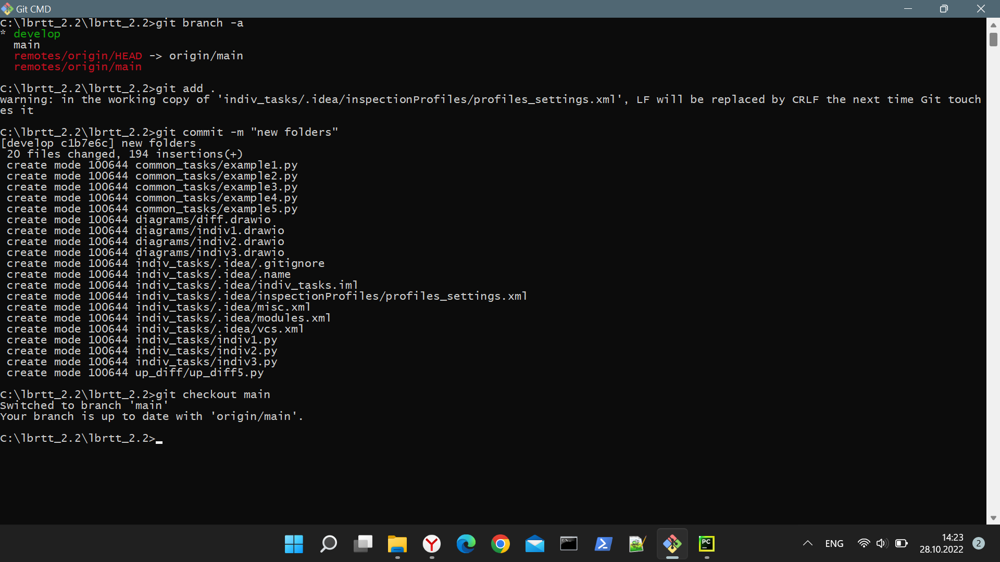 Git CMD
C:\lbrtt_2.2\lbrtt_2.2>git branch -a
* develop
  main
  remotes/origin/HEAD -> origin/main
  remotes/origin/main
C:\lbrtt_2.2\lbrtt_2.2>git add .
warning: in the working copy of 'indiv_tasks/.idea/inspectionProfiles/profiles_settings.xml', LF will be replaced by CRLF the next time Git touch
es it
C:\lbrtt_2.2\lbrtt_2.2>git commit -m "new folders"
[develop c1b7e6c] new folders
 20 files changed, 194 insertions(+)
 create mode 100644 common_tasks/example1.py
 create mode 100644 common_tasks/example2.py
 create mode 100644 common_tasks/example3.py
 create mode 100644 common_tasks/example4.py
 create mode 100644 common_tasks/example5.py
 create mode 100644 diagrams/diff.drawio
 create mode 100644 diagrams/indiv1.drawio
 create mode 100644 diagrams/indiv2.drawio
 create mode 100644 diagrams/indiv3.drawio
 create mode 100644 indiv_tasks/.idea/.gitignore
 create mode 100644 indiv_tasks/.idea/.name
 create mode 100644 indiv_tasks/.idea/indiv_tasks.iml
 create mode 100644 indiv_tasks/.idea/inspectionProfiles/profiles_settings.xml
 create mode 100644 indiv_tasks/.idea/misc.xml
 create mode 100644 indiv_tasks/.idea/modules.xml
 create mode 100644 indiv_tasks/.idea/vcs.xml
 create mode 100644 indiv_tasks/indiv1.py
 create mode 100644 indiv_tasks/indiv2.py
 create mode 100644 indiv_tasks/indiv3.py
 create mode 100644 up_diff/up_diff5.py
C:\lbrtt_2.2\lbrtt_2.2>git checkout main
Switched to branch 'main'
Your branch is up to date with 'origin/main'.
C:\lbrtt_2.2\lbrtt_2.2>
PC
ENG
14:23
28.10.2022
2